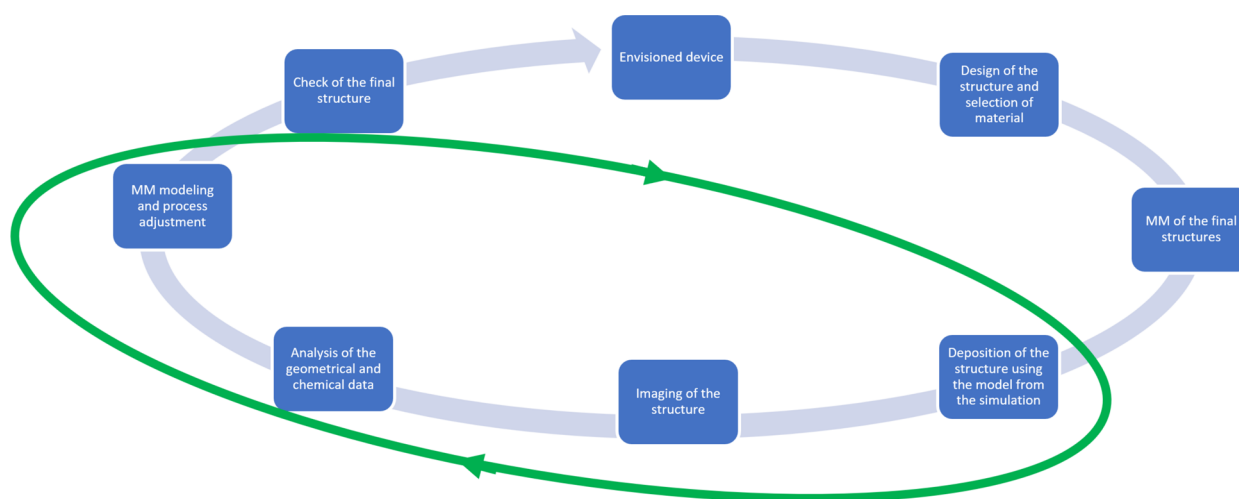 Envisioned device
Design of the
structure and
selection of
material
MM of the final
structures
Deposition of the
structure using
the model from
the simulation
Imaging of the
structure
Analysis of the
geometrical and
chemical data
MM modeling
and process
adjustment
Check of the final
structure